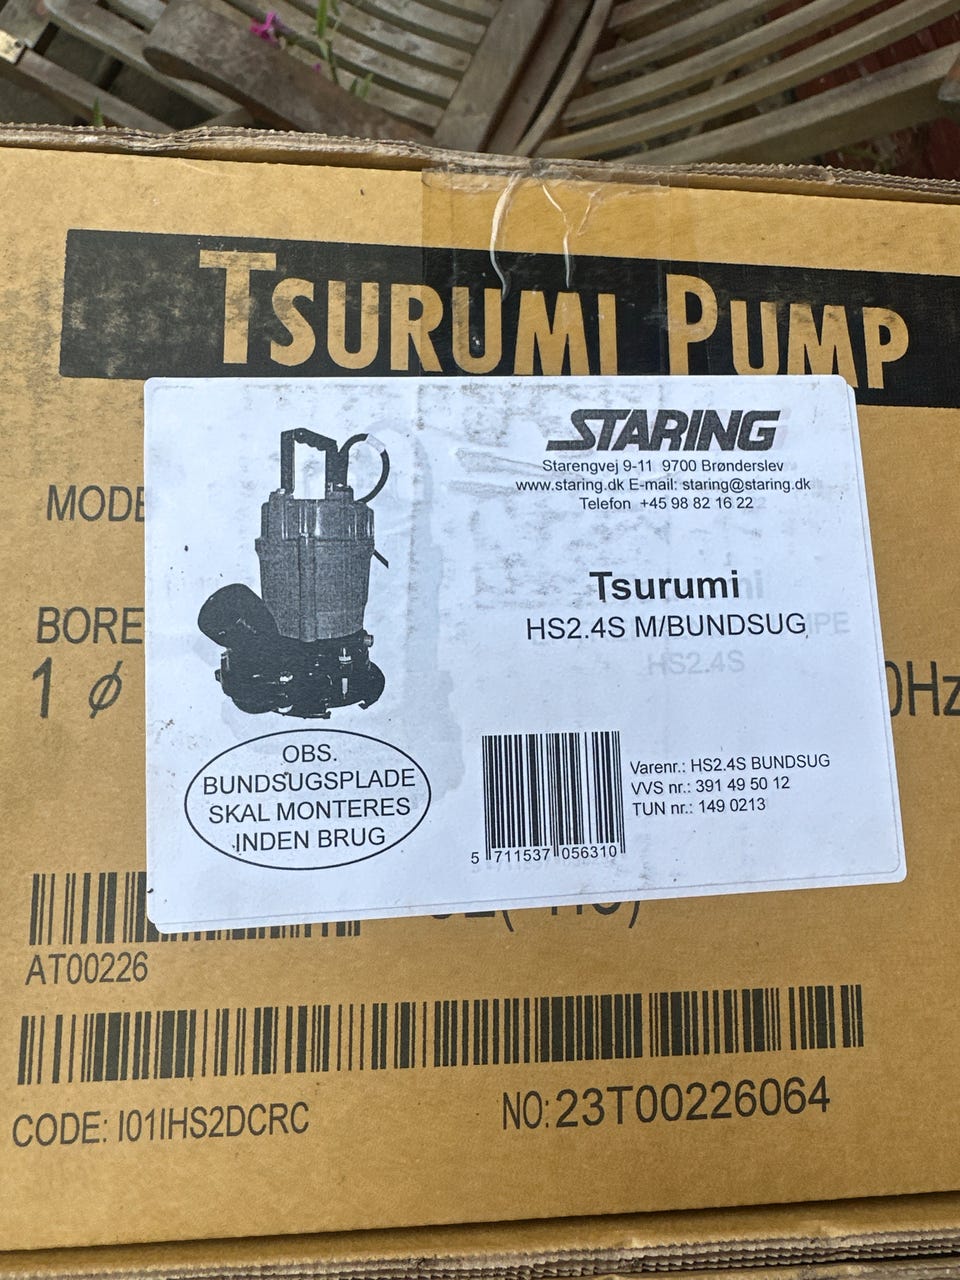 TSURUMI PUMP
STARING
Starengvej 9-11 9700 Brønderslev
www.staring.dk E-mail: staring@staring.dk
Telefon +45 98 82 16 22
MODE
Tsurumi
HS2.4S M/BUNDSUG
HS2.4S
BORE
1 ø
0Hz
OBS.
BUNDSUGSPLADE
SKAL MONTERES
INDEN BRUG
Varenr.: HS2.4S BUNDSUG
VVS nr.: 391 49 50 12
TUN nr.: 149 0213
5 711537 056310
AT00226
CODE: I01IHS2DCRC
NO:23T00226064